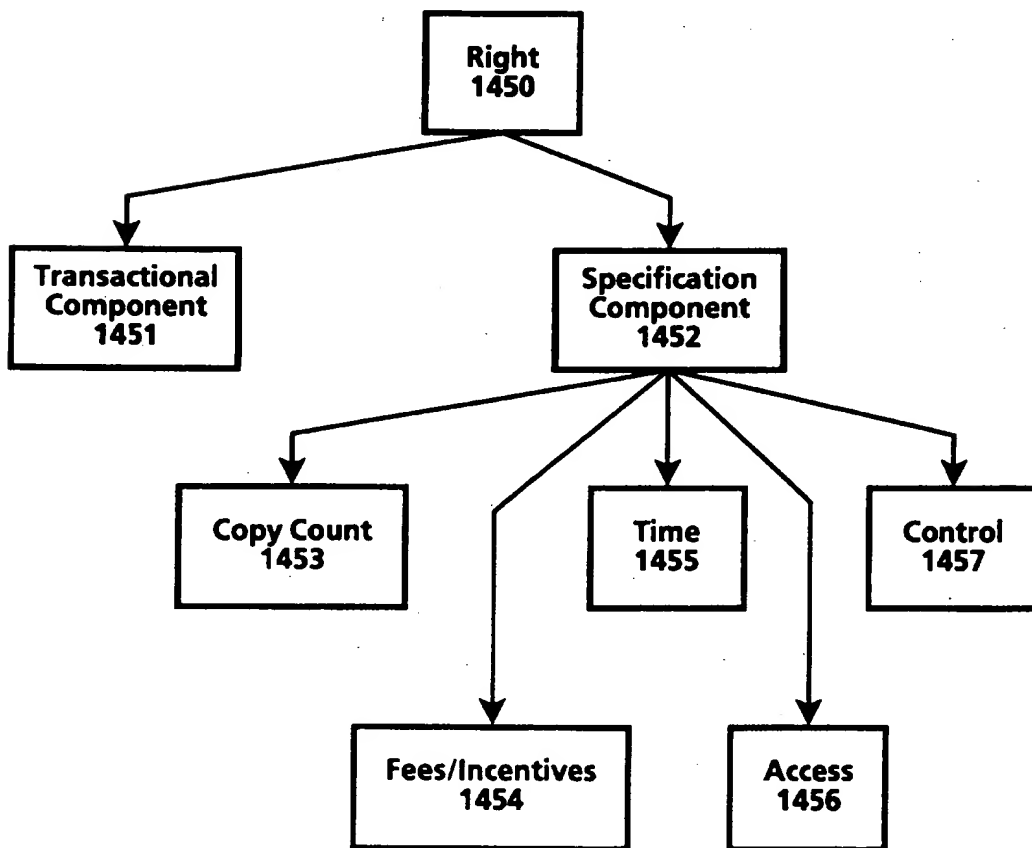 Right
1450
Transactional
Component
1451
Specification
Component
1452
Copy Count
1453
Time
1455
Control
1457
Fees/Incentives
1454
Access
1456